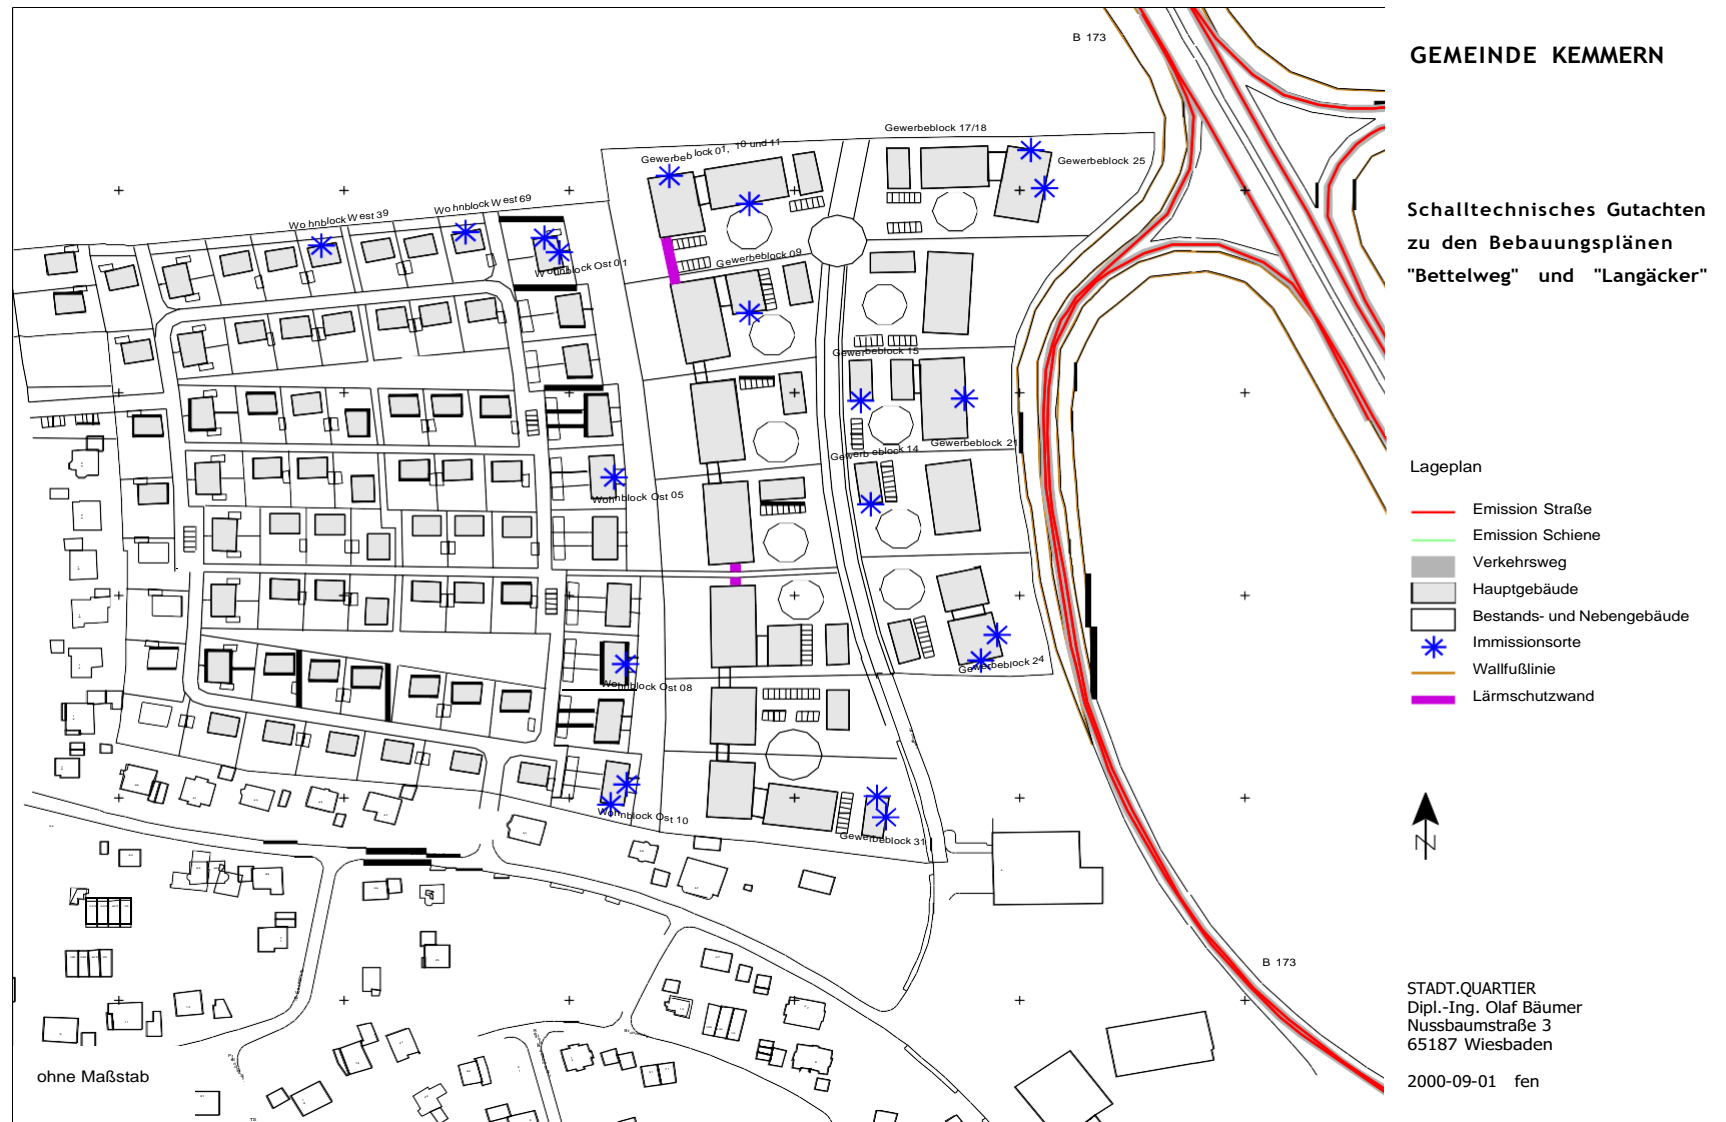 B 173
GEMEINDE KEMMERN
Gewerbeblock 17/18
Gewerbeblock 01, 10 und 11
Gewerbeblock 25
Schalltechnisches Gutachten
zu den Bebauungsplänen
"Bettelweg" und "Langäcker"
Wohnblock West 39
Wohnblock West 69
Wohnblock Ost 01
Gewerbeblock 09
Gewerbeblock 15
Gewerbeblock 21
Gewerbeblock 14
Wohnblock Ost 05
Lageplan
Emission Straße
Emission Schiene
Verkehrsweg
Hauptgebäude
Bestands- und Nebengebäude
Immissionsorte
Wallfußlinie
Lärmschutzwand
Gewerbeblock 24
Wohnblock Ost 08
Wohnblock Ost 10
Gewerbeblock 31
N
B 173
STADT.QUARTIER
Dipl.-Ing. Olaf Bäumer
Nussbaumstraße 3
65187 Wiesbaden
2000-09-01 fen
ohne Maßstab